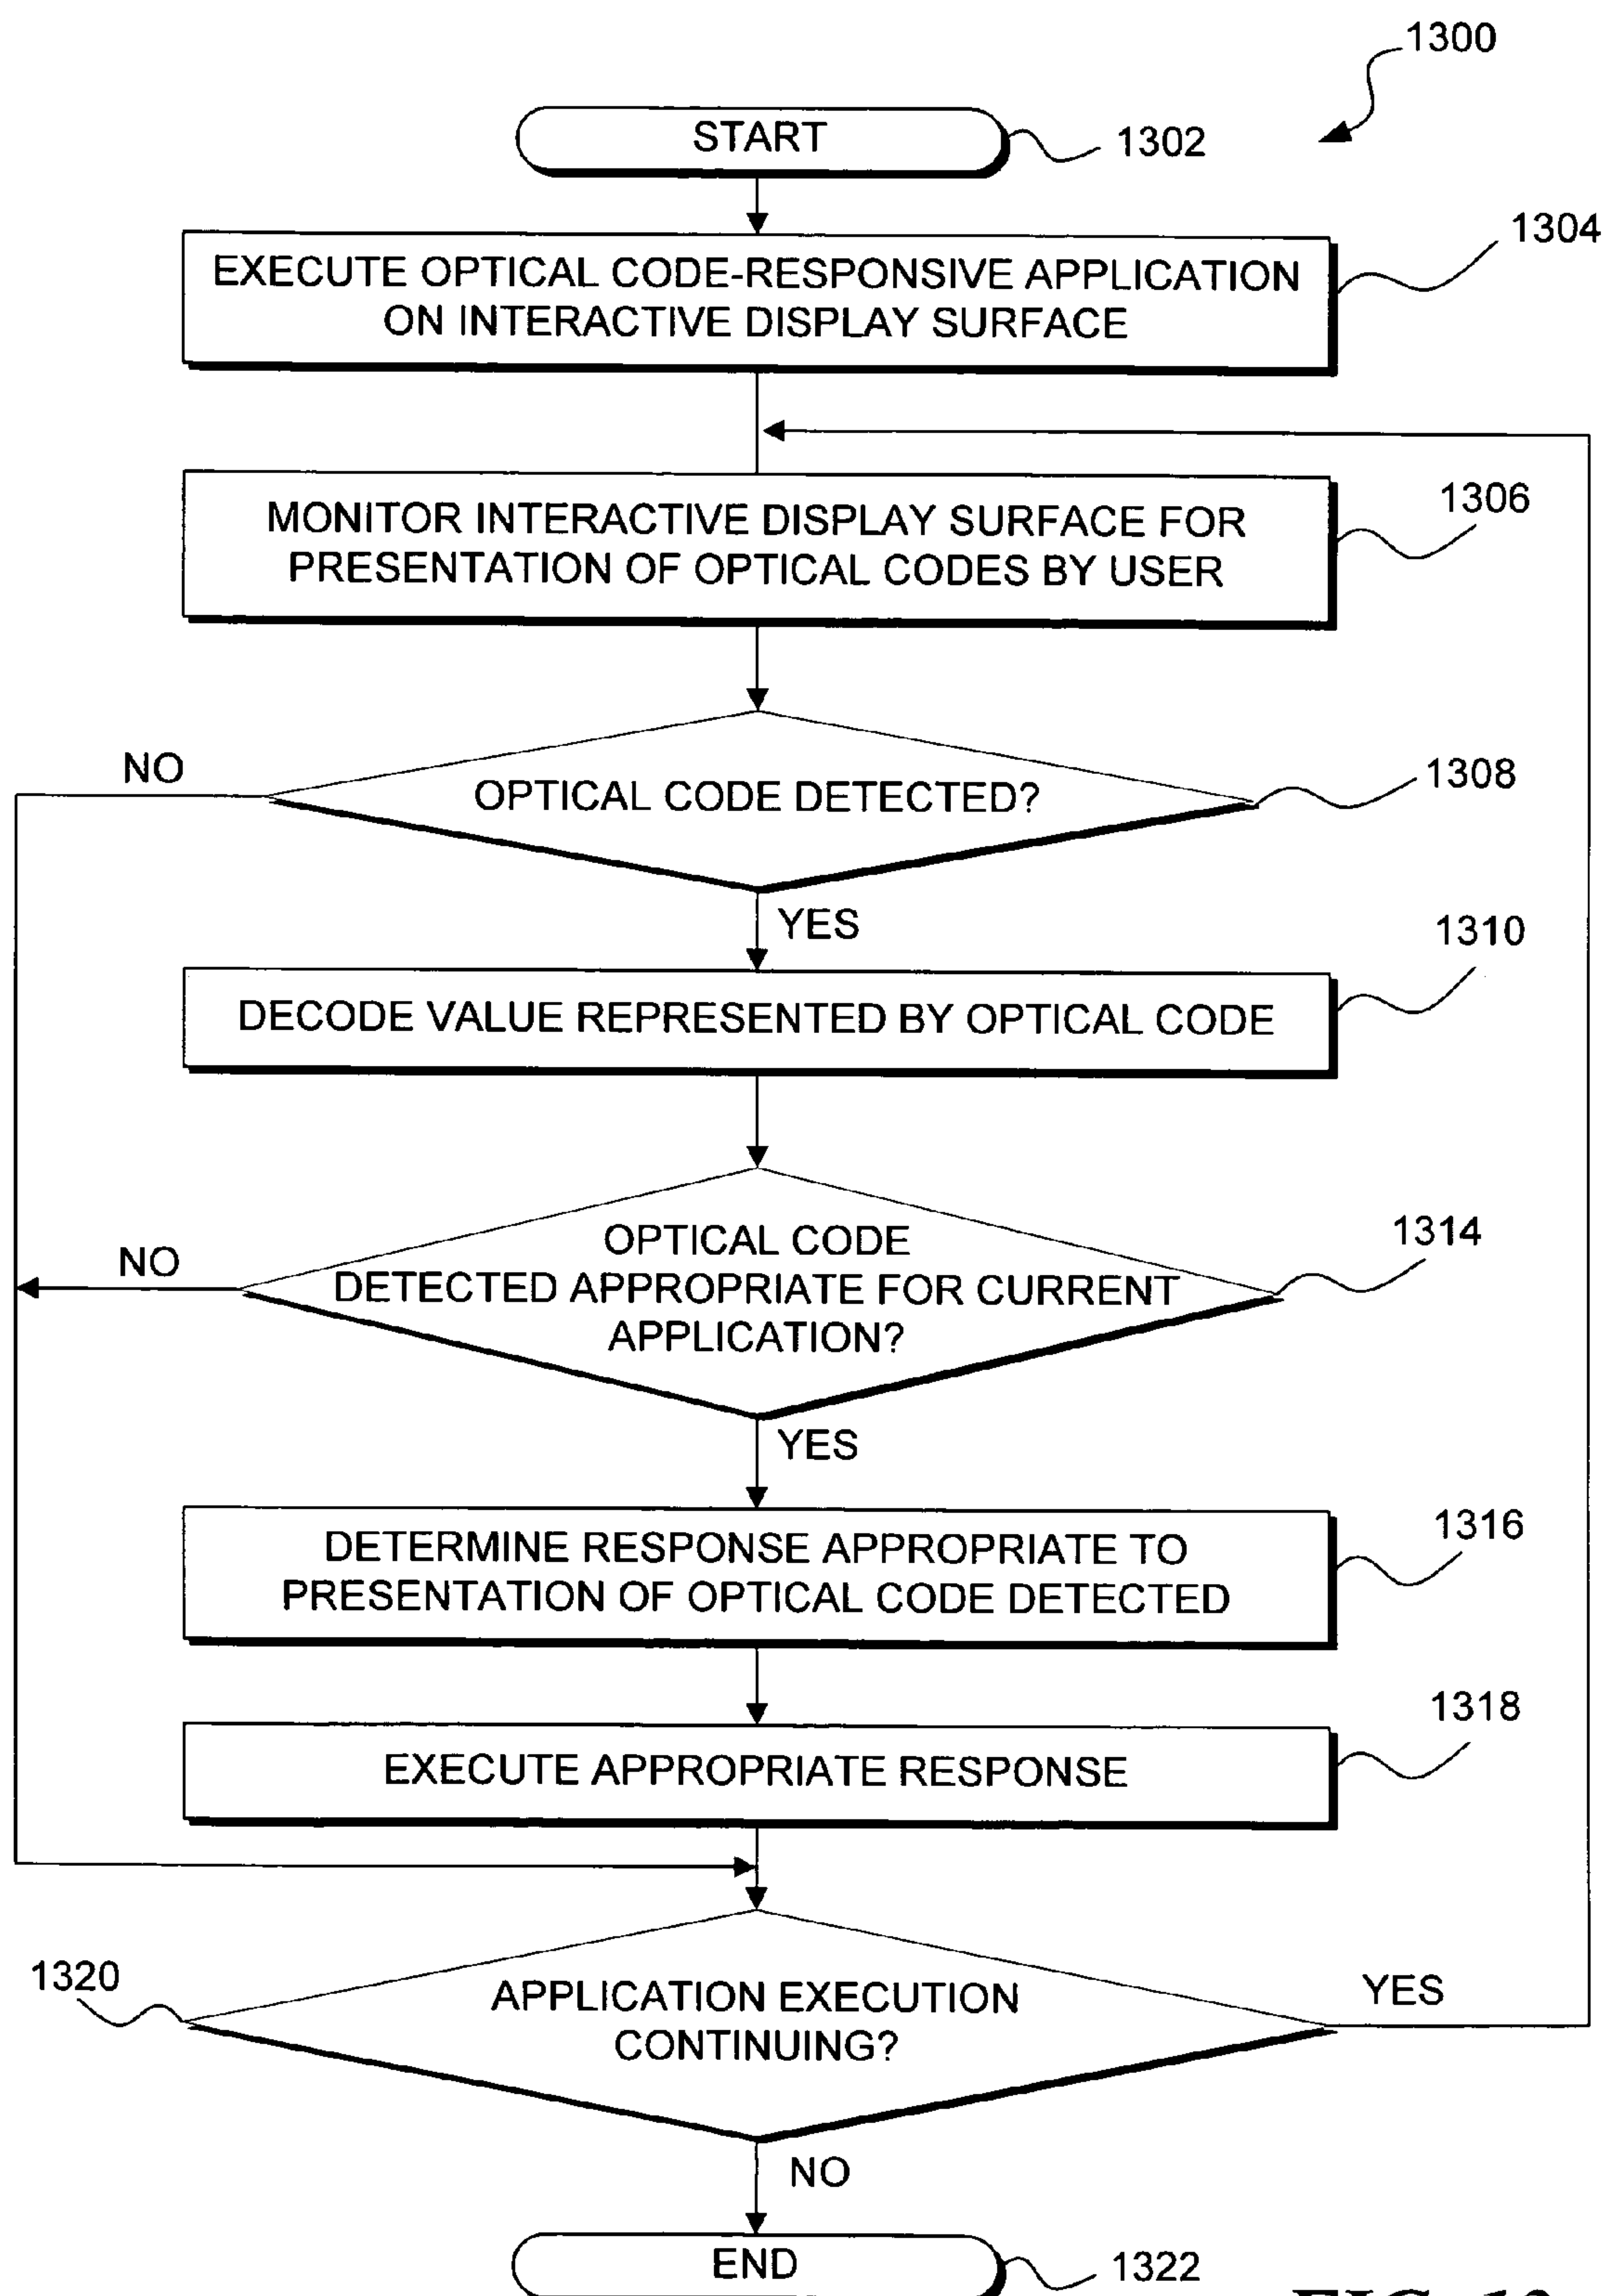 1300
START
1302
1304
EXECUTE OPTICAL CODE-RESPONSIVE APPLICATION
ON INTERACTIVE DISPLAY SURFACE
1306
MONITOR INTERACTIVE DISPLAY SURFACE FOR
PRESENTATION OF OPTICAL CODES BY USER
NO
OPTICAL CODE DETECTED?
1308
YES
1310
DECODE VALUE REPRESENTED BY OPTICAL CODE
1314
NO
OPTICAL CODE
DETECTED APPROPRIATE FOR CURRENT
APPLICATION?
YES
1316
DETERMINE RESPONSE APPROPRIATE TO
PRESENTATION OF OPTICAL CODE DETECTED
1318
EXECUTE APPROPRIATE RESPONSE
1320
APPLICATION EXECUTION
CONTINUING?
YES
NO
END
1322